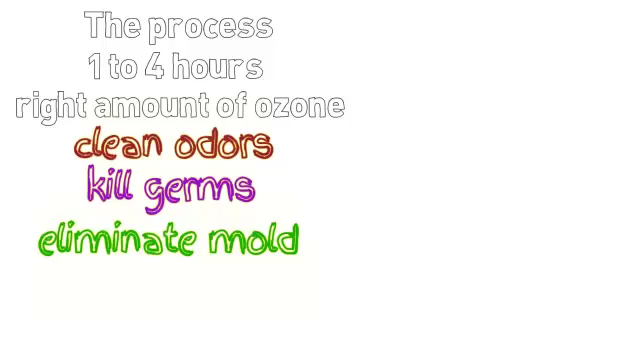 The process
1 to 4 hours
right amount of ozone
clean odors
kill germs
eliminate mold